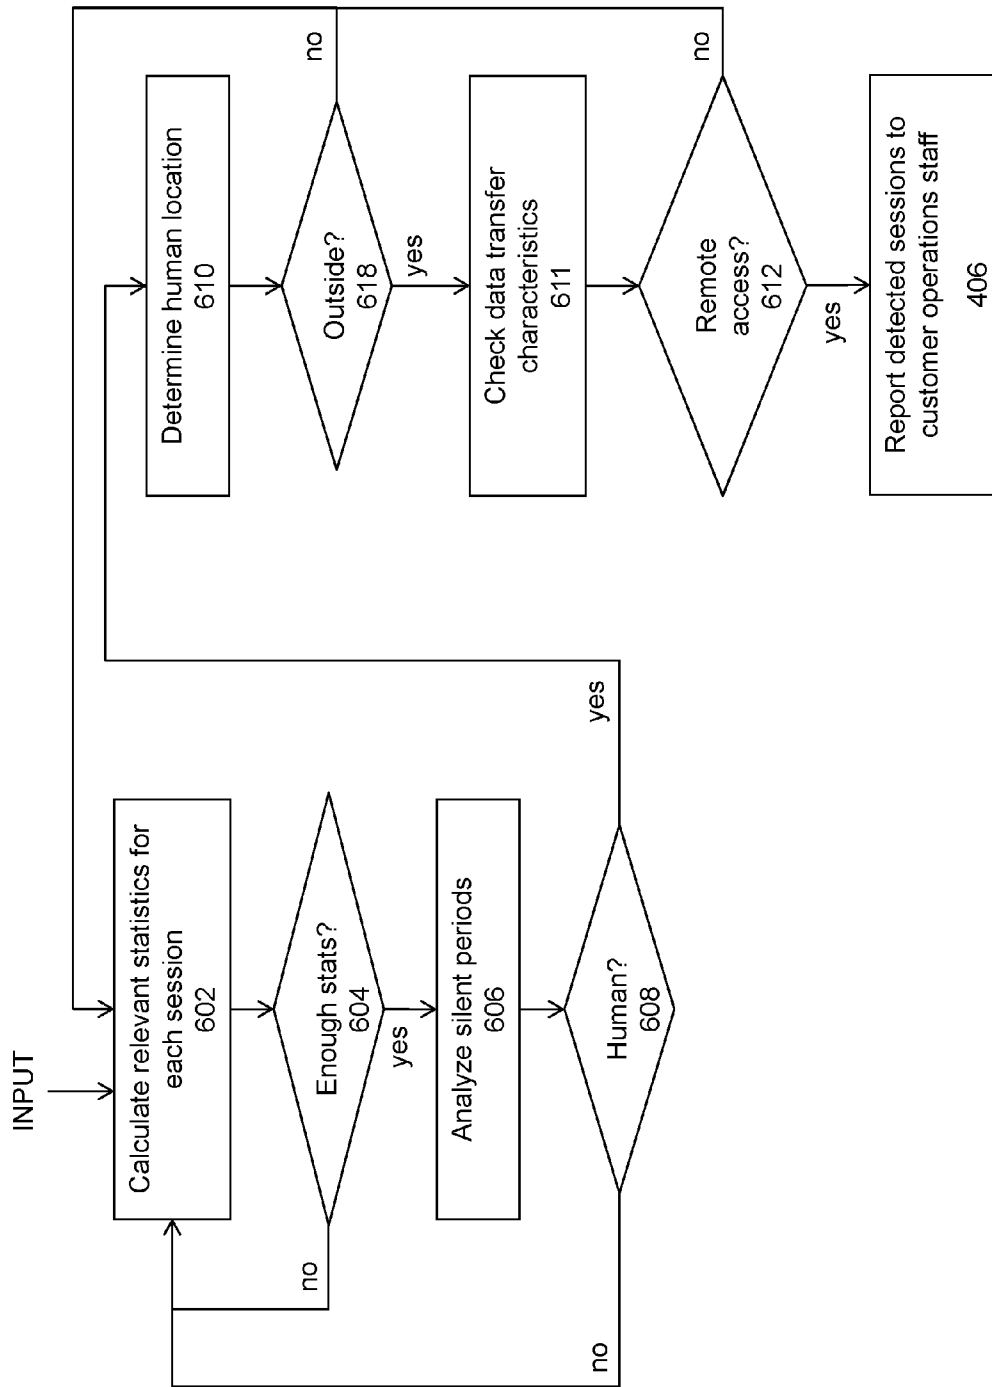 INPUT
Calculate relevant statistics for
each session
602
Enough stats?
604
no
yes
Analyze silent periods
606
Human?
608
no
yes
Determine human location
610
Outside?
618
no
yes
Check data transfer
characteristics
611
Remote
access?
612
no
yes
Report detected sessions to
customer operations staff
406